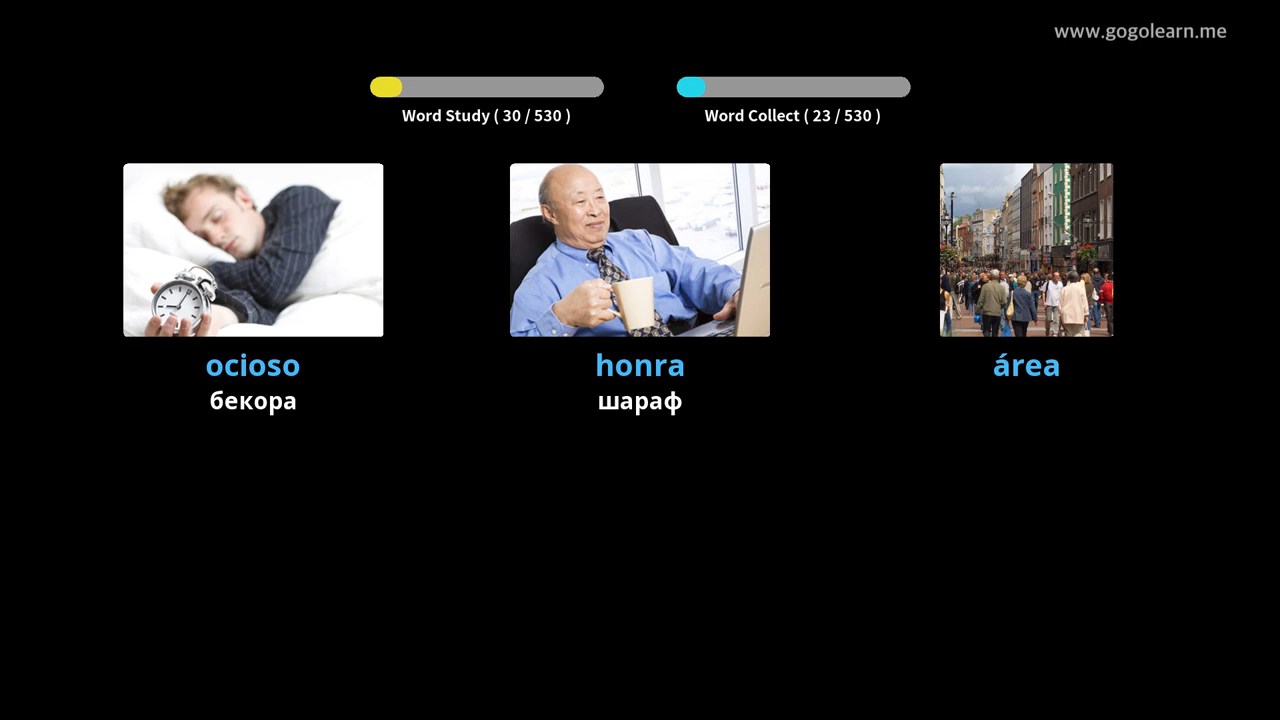 www.gogolearn.me
Word Study ( 30 / 530 )
Word Collect ( 23 / 530 )
ocioso
бекора
honra
шараф
área